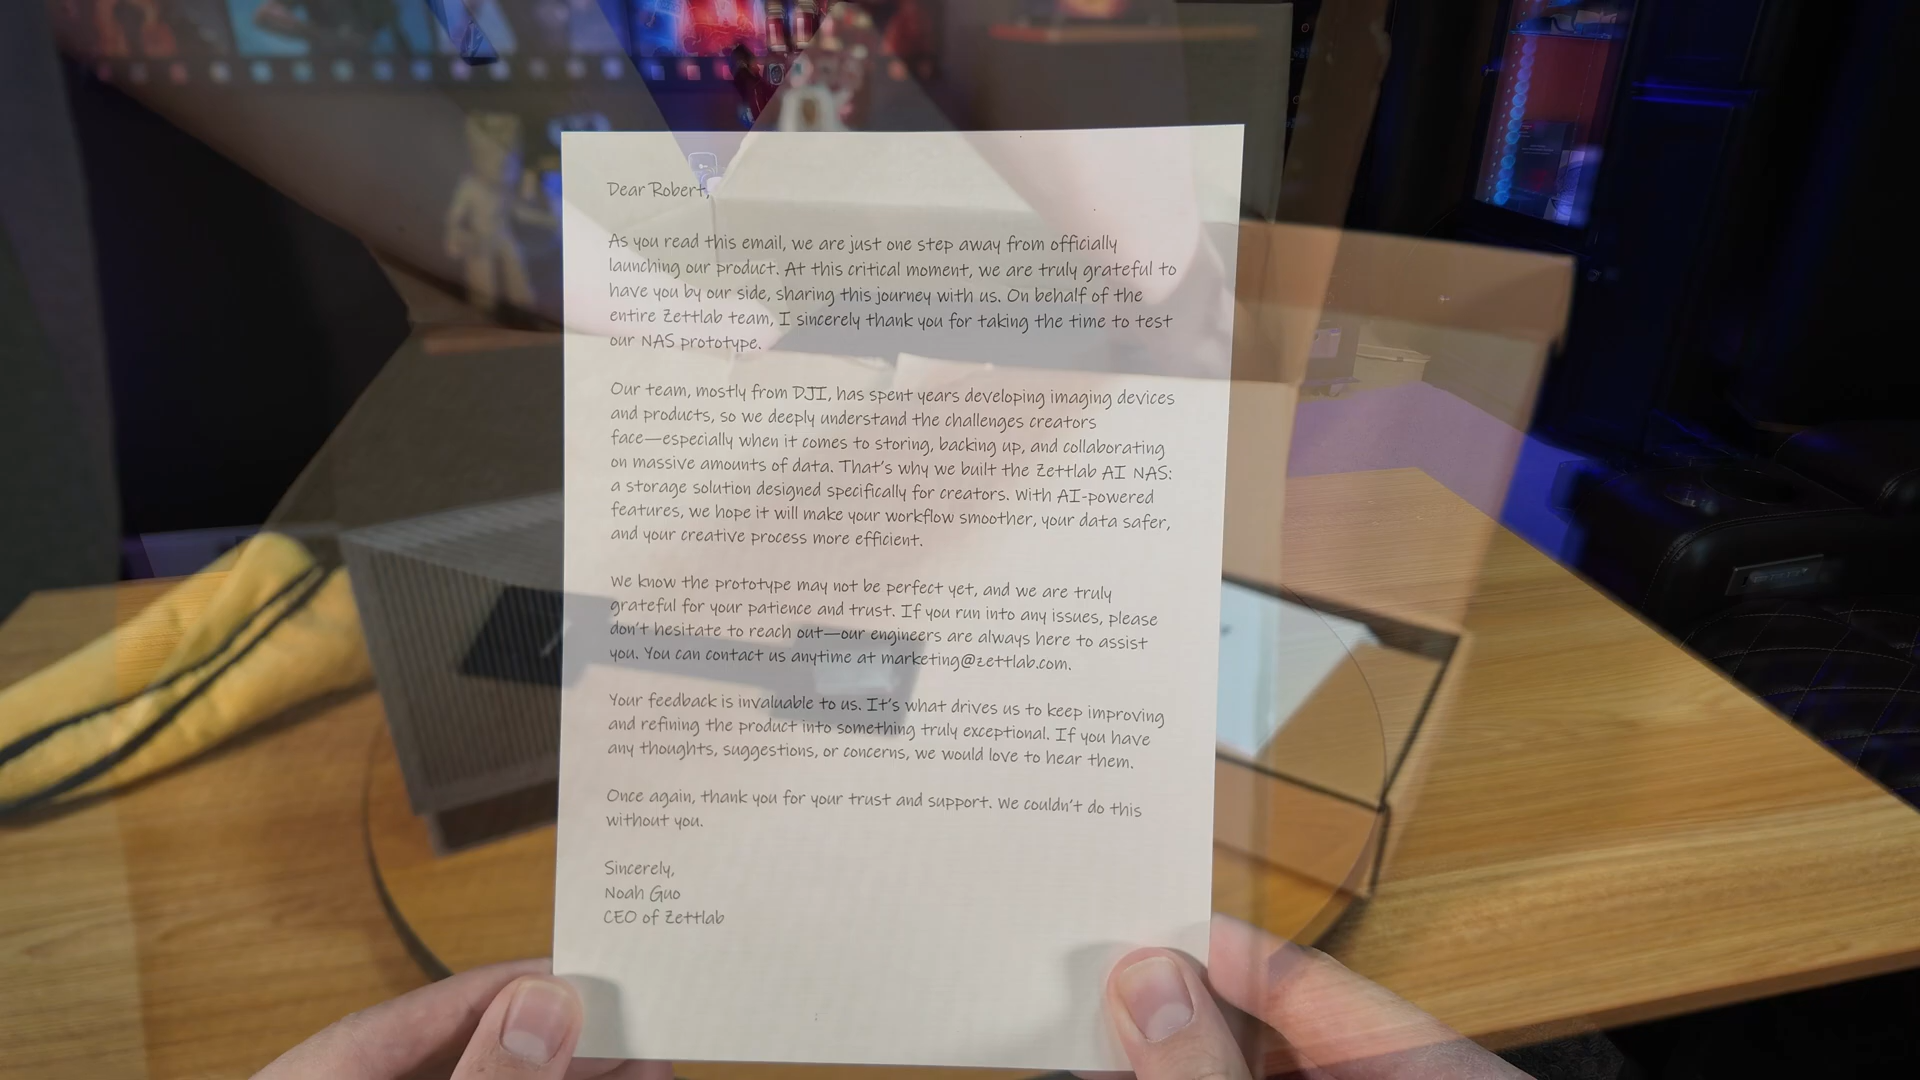 Dear Robert,
As you read this email, we are just one step away from officially
launching our product. At this critical moment, we are truly grateful to
have you by our side, sharing this journey with us. On behalf of the
entire Zettlab team, I sincerely thank you for taking the time to test
our NAS prototype.
Our team, mostly from DJI, has spent years developing imaging devices
and products, so we deeply understand the challenges creators
face—especially when it comes to storing, backing up, and collaborating
on massive amounts of data. That's why we built the Zettlab AI NAS:
a storage solution designed specifically for creators. With AI-powered
features, we hope it will make your workflow smoother, your data safer,
and your creative process more efficient.
We know the prototype may not be perfect yet, and we are truly
grateful for your patience and trust. If you run into any issues, please
don't hesitate to reach out—our engineers are always here to assist
you. You can contact us anytime at marketing@zettlab.com.
Your feedback is invaluable to us. It's what drives us to keep improving
and refining the product into something truly exceptional. If you have
any thoughts, suggestions, or concerns, we would love to hear them.
Once again, thank you for your trust and support. We couldn't do this
without you.
Sincerely,
Noah Guo
CEO of Zettlab